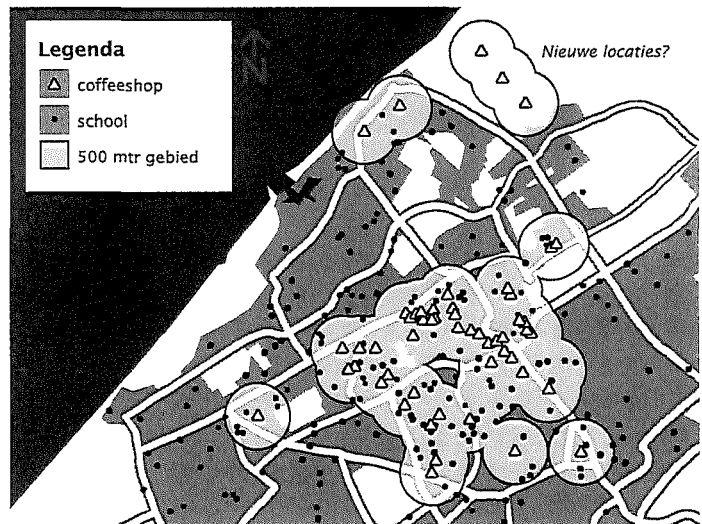 Legenda
coffeeshop
school
500 mtr gebied
N
Nieuwe locaties?